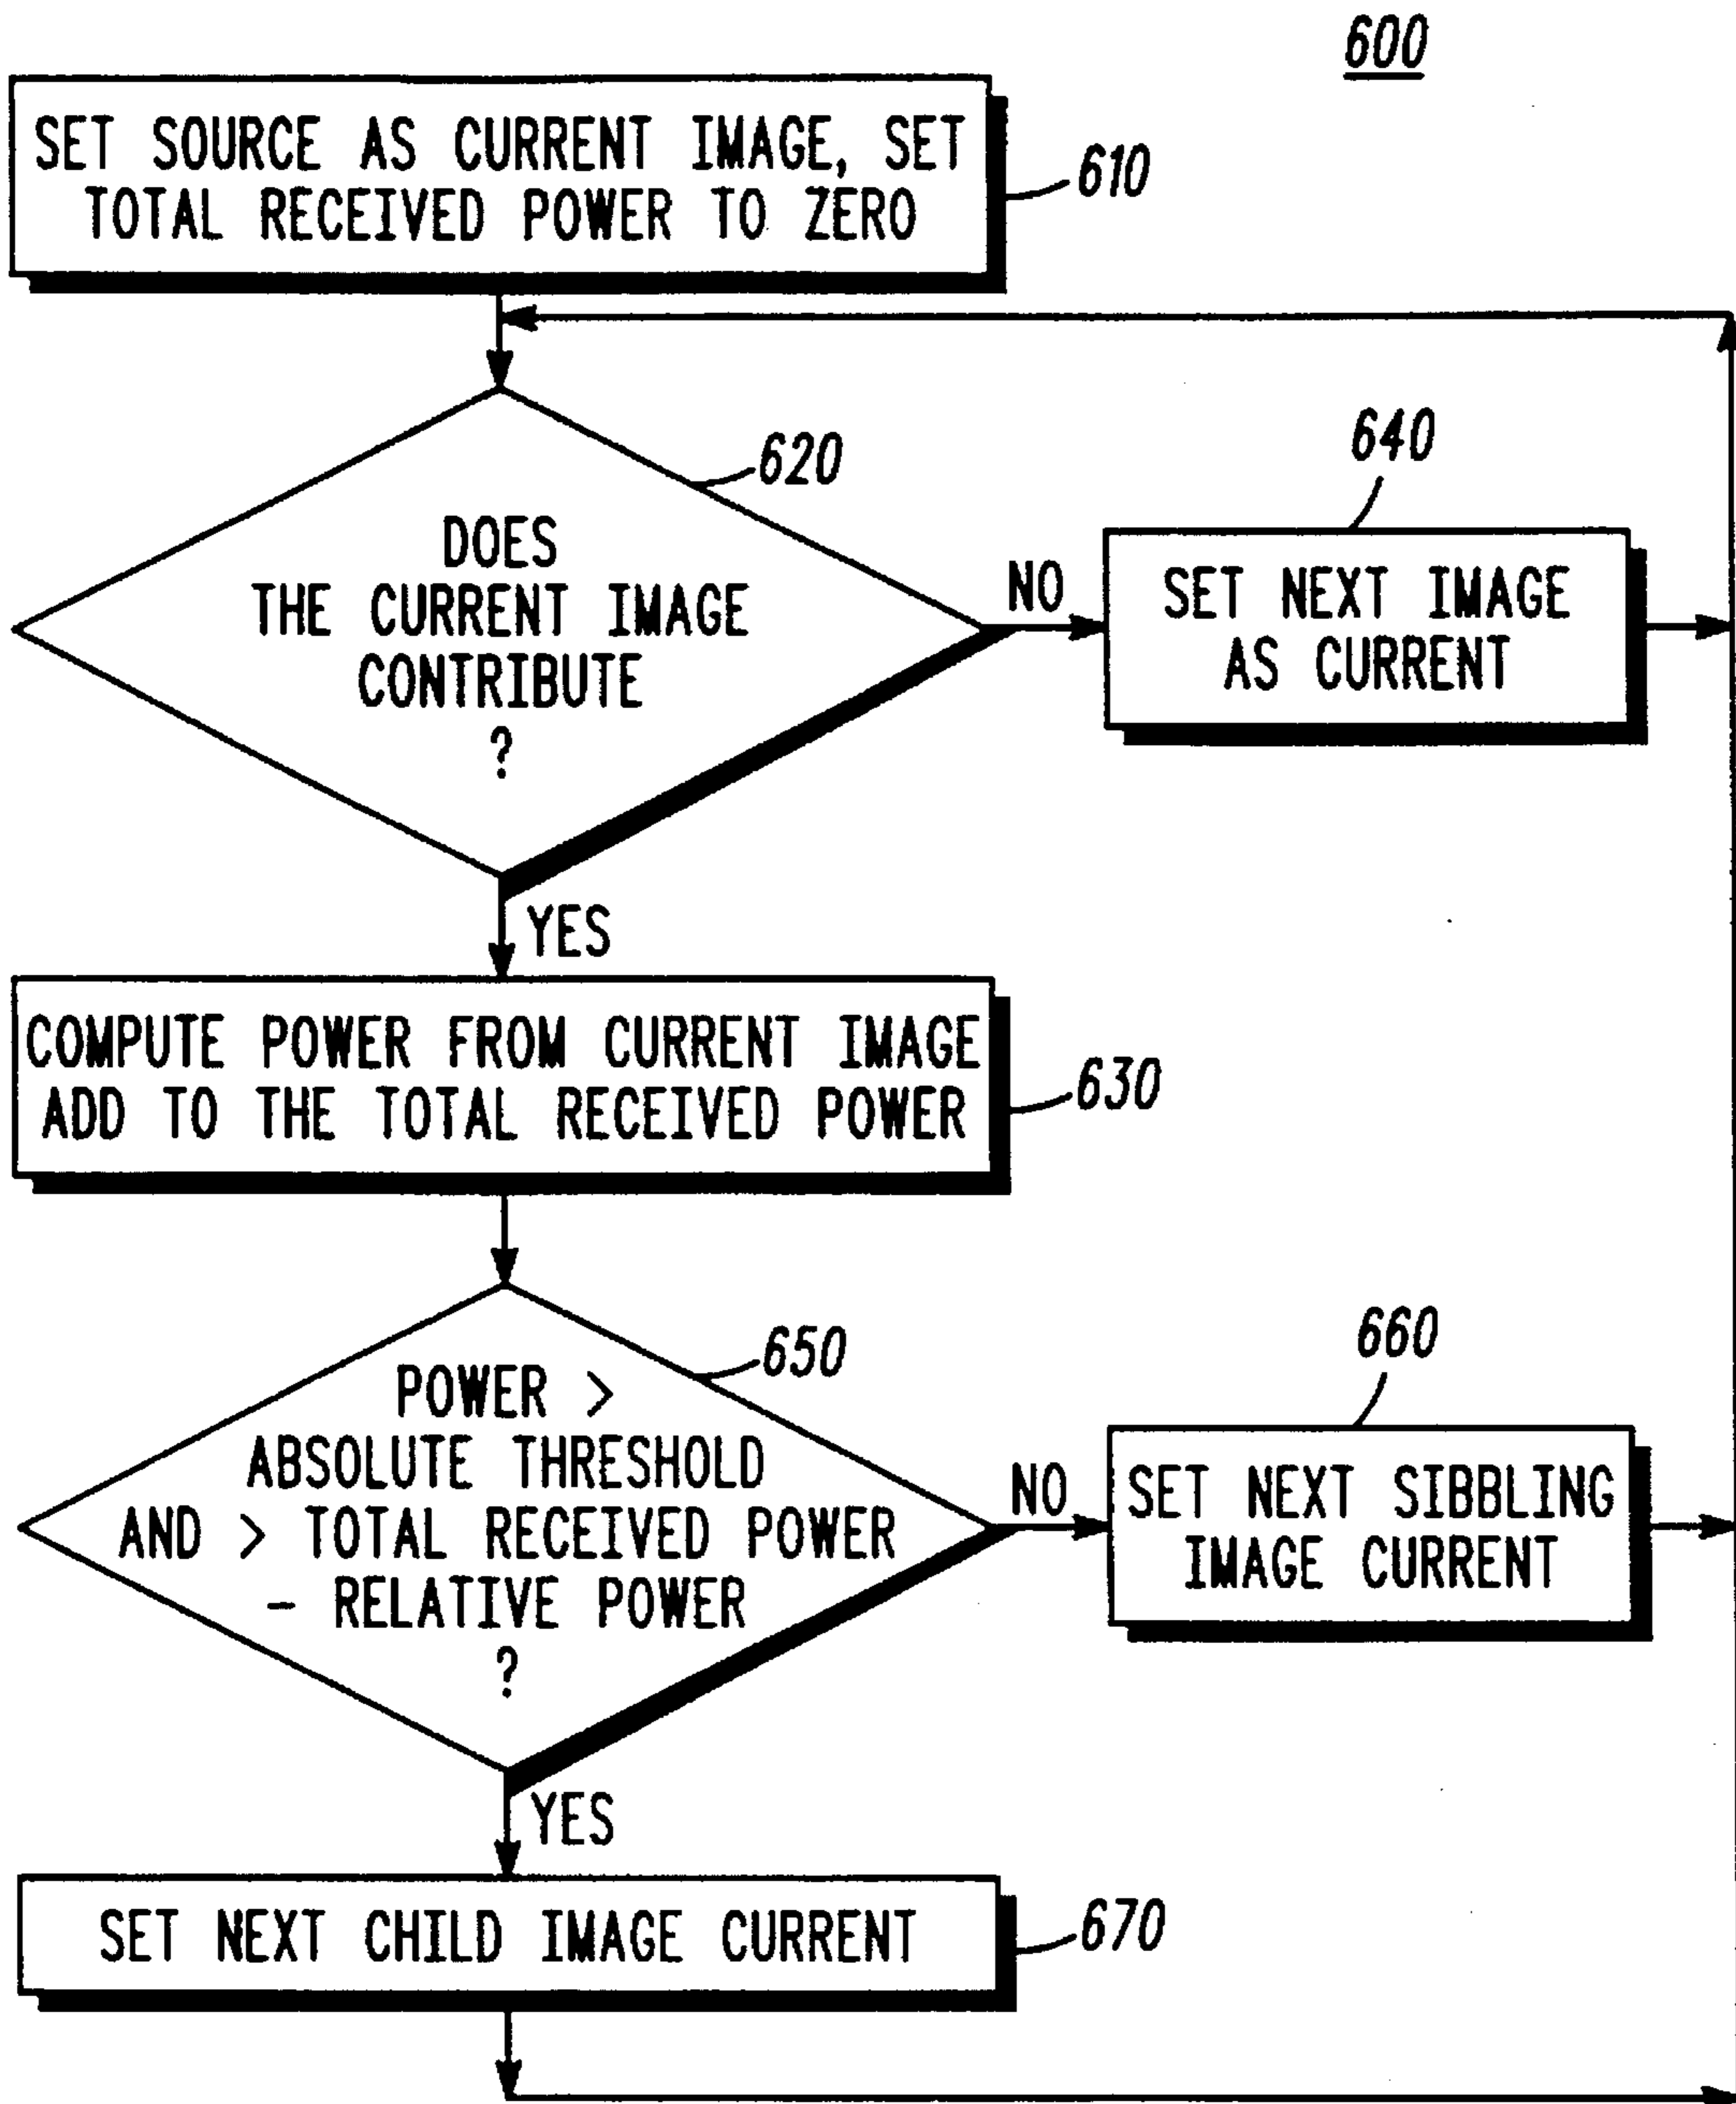 600
SET SOURCE AS CURRENT IMAGE, SET
TOTAL RECEIVED POWER TO ZERO
610
620
DOES
THE CURRENT IMAGE
CONTRIBUTE
?
NO
640
SET NEXT IMAGE
AS CURRENT
YES
COMPUTE POWER FROM CURRENT IMAGE
ADD TO THE TOTAL RECEIVED POWER
630
650
POWER >
ABSOLUTE THRESHOLD
AND > TOTAL RECEIVED POWER
- RELATIVE POWER
?
NO
660
SET NEXT SIBBLING
IMAGE CURRENT
YES
SET NEXT CHILD IMAGE CURRENT
670